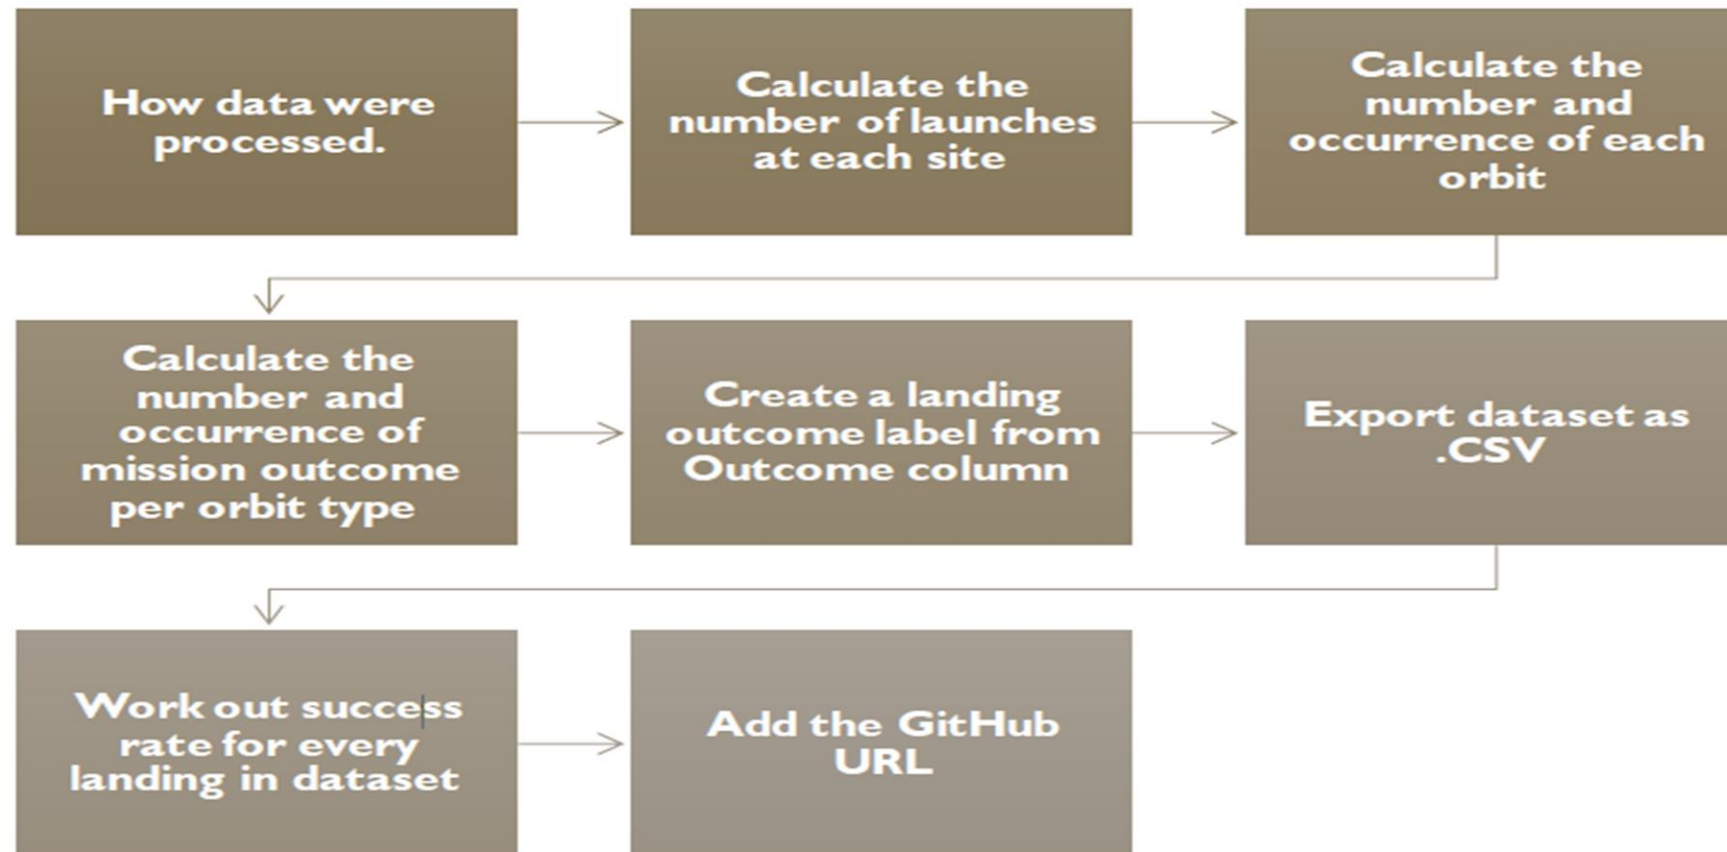 How data were
processed.
Calculate the
number of launches
at each site
Calculate the
number and
occurrence of each
orbit
Calculate the
number and
occurrence of
mission outcome
per orbit type
Create a landing
outcome label from
Outcome column
Export dataset as
.CSV
Work out success
rate for every
landing in dataset
Add the GitHub
URL